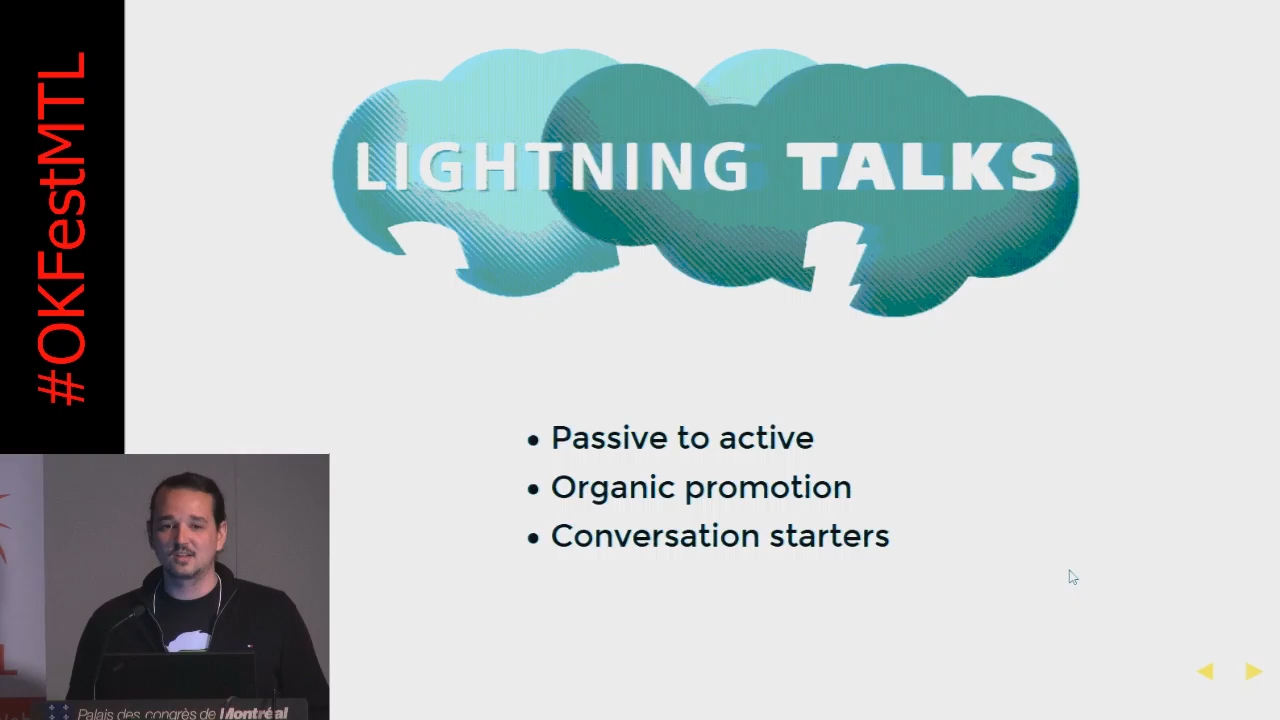 #OKFestMTL
LIGHTNING TALKS
Passive to active
Organic promotion
Conversation starters
Palais des congrès de Montréal